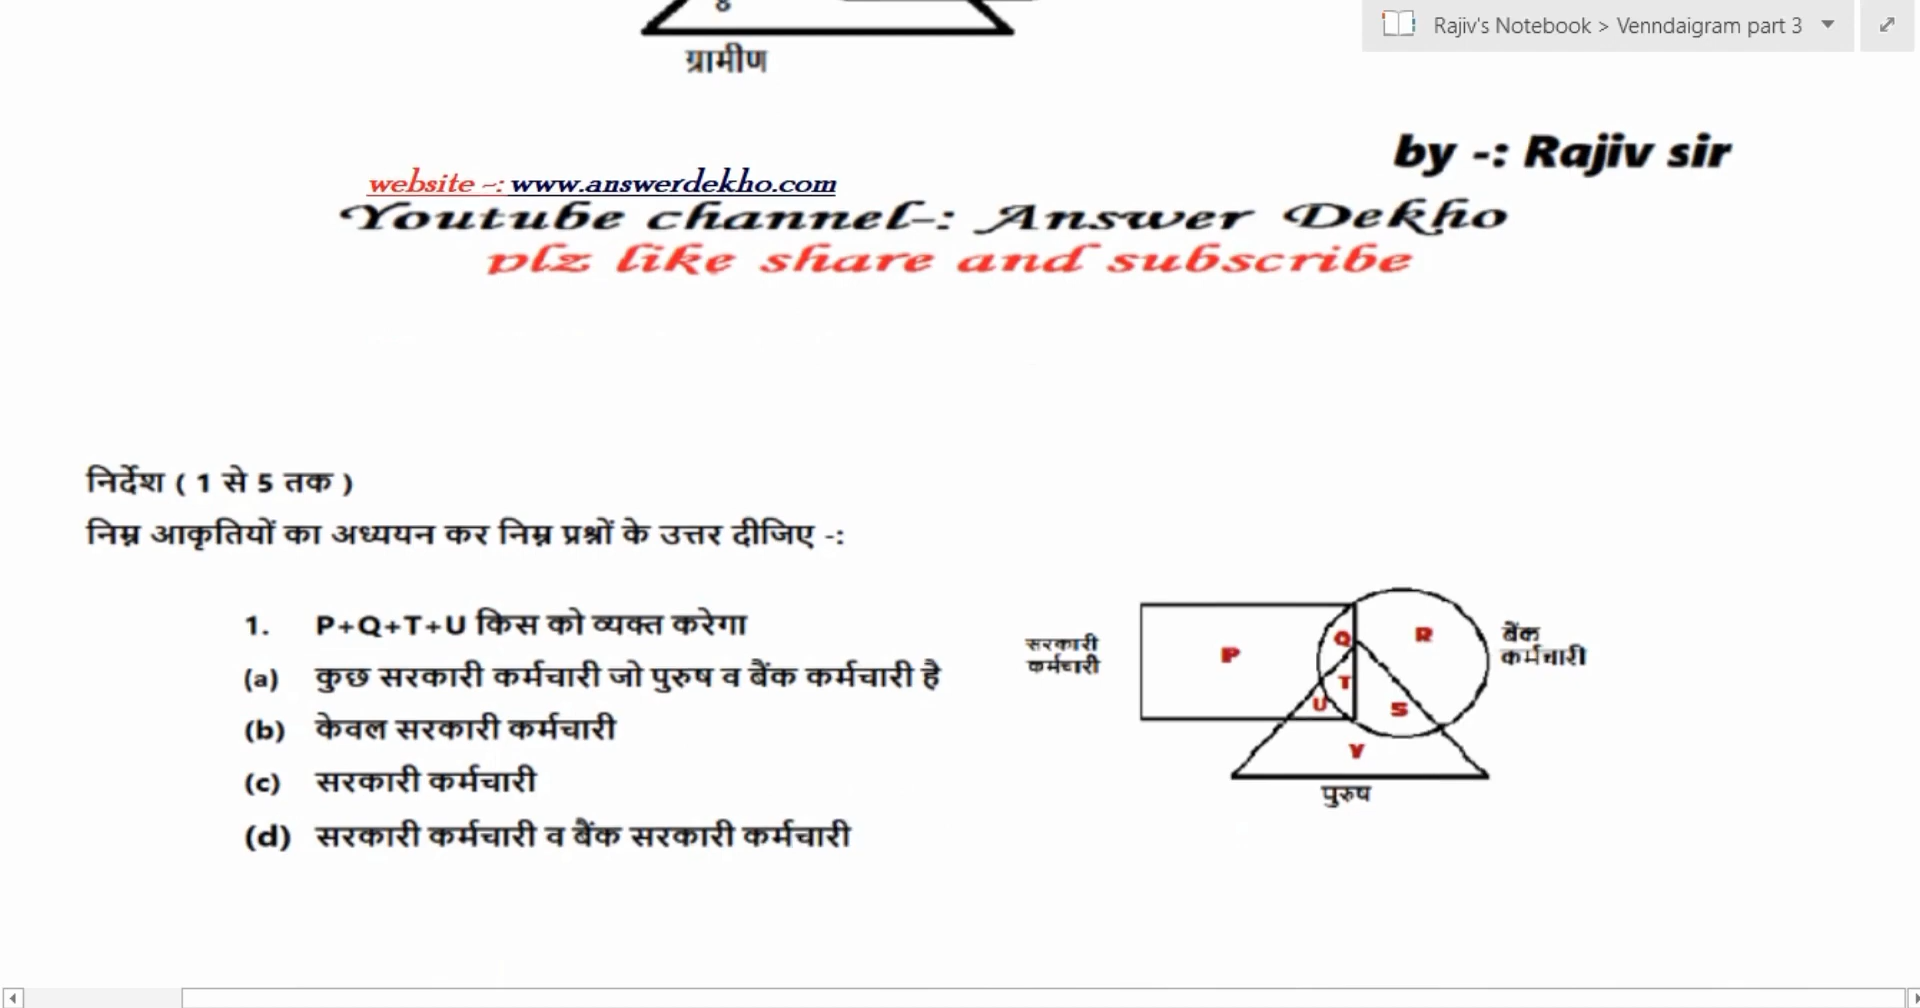 8
ग्रामीण
Rajiv's Notebook > Venndaigram part 3
by -: Rajiv sir
website -: www.answerdekho.com
Youtube channel-: Answer Dekho
plz like share and subscribe
निर्देश ( 1 से 5 तक )
निम्न आकृतियों का अध्ययन कर निम्न प्रश्नों के उत्तर दीजिए -:
1. P+Q+T+U किस को व्यक्त करेगा
(a) कुछ सरकारी कर्मचारी जो पुरुष व बैंक कर्मचारी है
(b) केवल सरकारी कर्मचारी
(c) सरकारी कर्मचारी
(d) सरकारी कर्मचारी व बैंक सरकारी कर्मचारी
सरकारी
कर्मचारी
P
Q
R
T
U
S
Y
बेंक
कर्मचारी
पुरुष